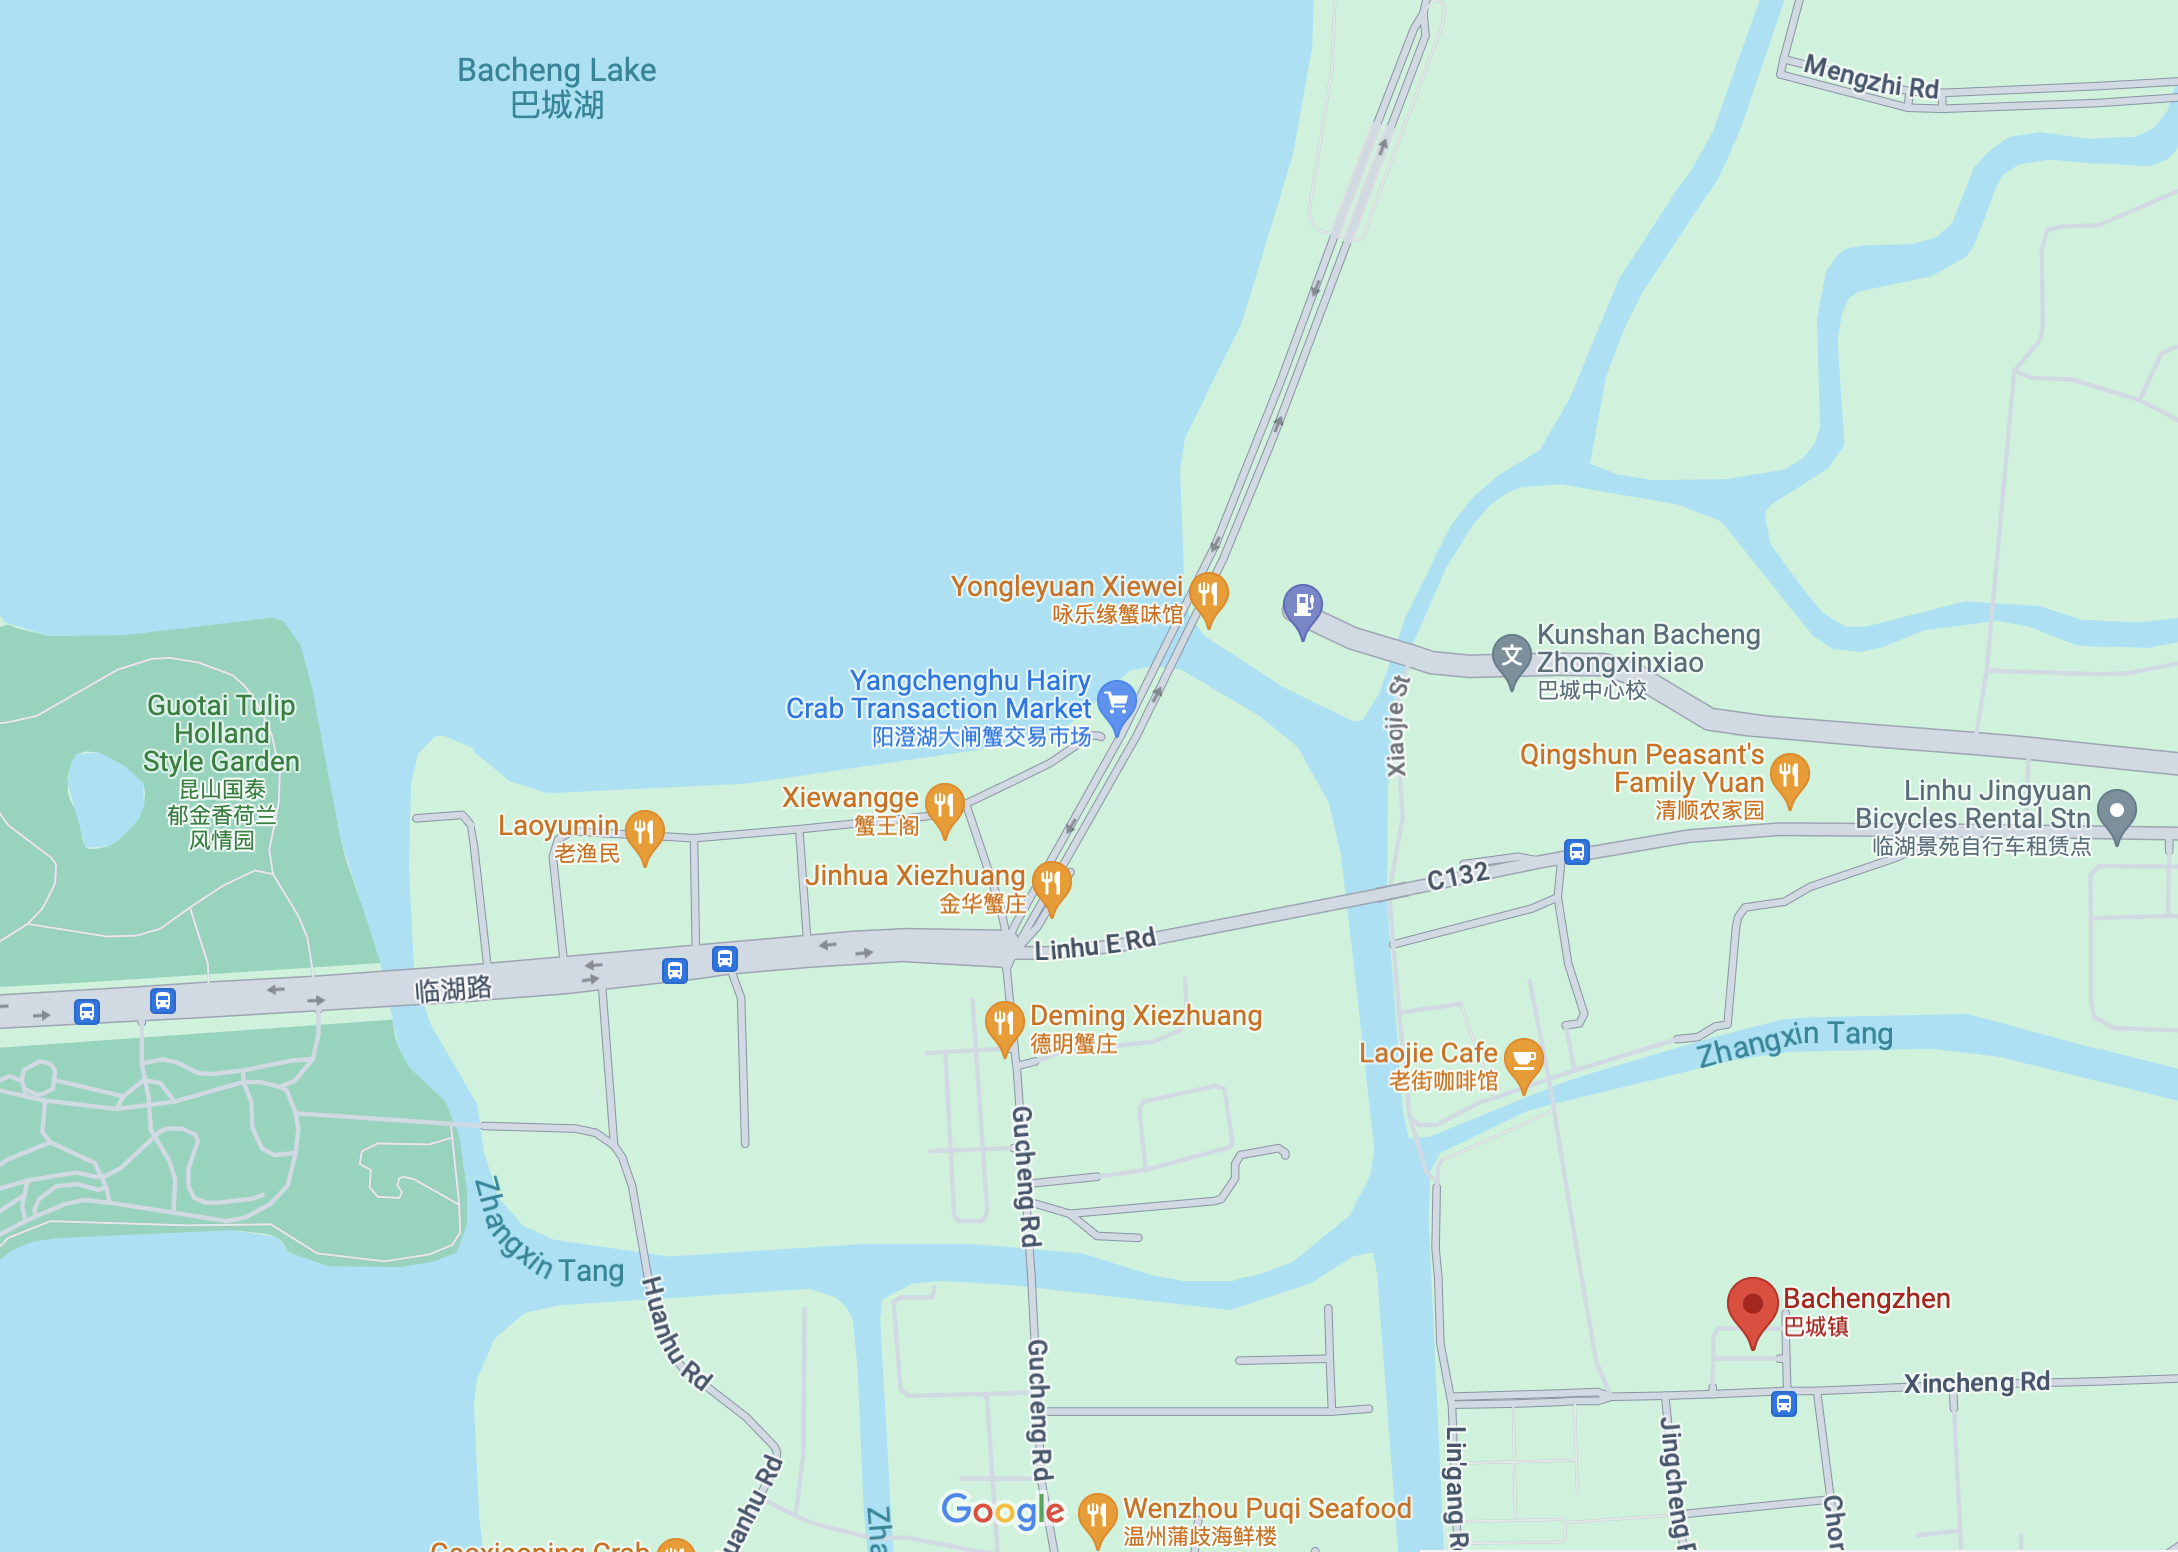 Bacheng Lake
巴城湖
Mengzhi Rd
Yongleyuan Xiewei
咏乐缘蟹味馆
Kunshan Bacheng
Zhongxinxiao
巴城中心校
Yangchenghu Hairy
Crab Transaction Market
阳澄湖大闸蟹交易市场
Xiaojie St
Guotai Tulip
Holland
Style Garden
昆山国泰
郁金香荷兰
风情园
Qingshun Peasant's
Family Yuan
清顺农家园
Linhu Jingyuan
Bicycles Rental Stn
临湖景苑自行车租赁点
Xiewangge
蟹王阁
Laoyumin
老渔民
Jinhua Xiezhuang
金华蟹庄
C132
Linhu E Rd
临湖路
Deming Xiezhuang
德明蟹庄
Laojie Cafe
老街咖啡馆
Zhangxin Tang
Gucheng Rd
Zhangxin Tang
Huanhu Rd
Bachengzhen
巴城镇
Xincheng Rd
Gucheng Rd
Lin'gang R
Jingcheng
Chon
uanhu Rd
Zha
Google
Wenzhou Puqi Seafood
温州蒲歧海鲜楼